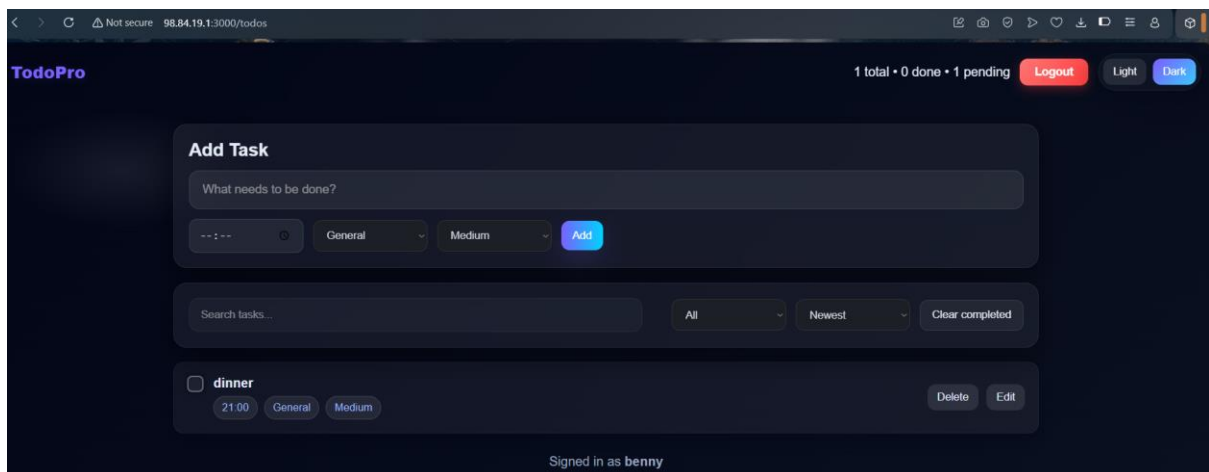 Not secure 98.84.19.1:3000/todos
TodoPro
1 total • 0 done • 1 pending Logout Light Dark
Add Task
What needs to be done?
--:-- General Medium Add
Search tasks... All Newest Clear completed
dinner
21:00 General Medium
Delete Edit
Signed in as benny